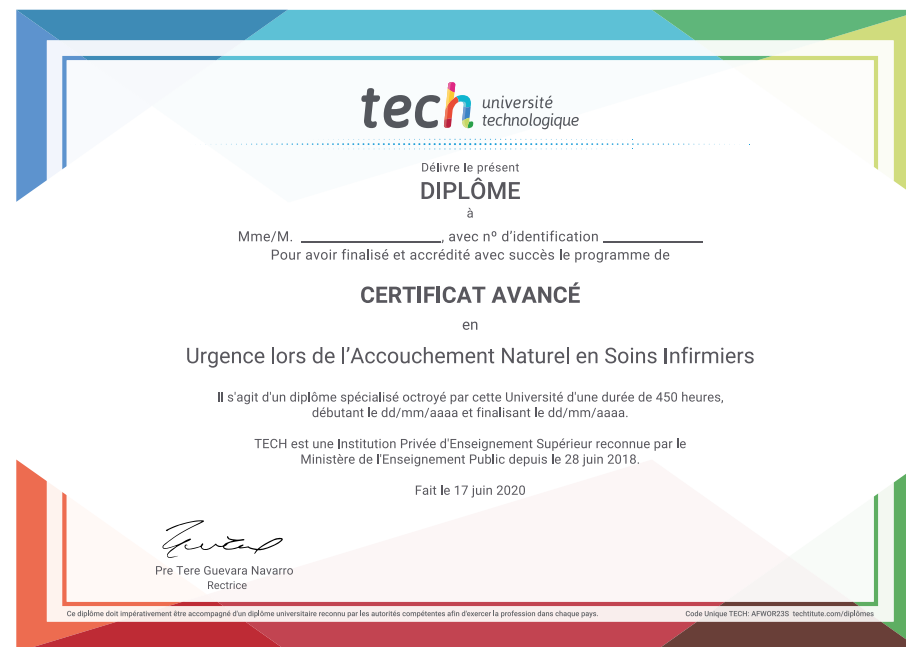 tech université
technologique
Délivre le présent
DIPLÔME
à
Mme/M. ____________________, avec nº d'identification ______________
Pour avoir finalisé et accrédité avec succès le programme de
CERTIFICAT AVANCÉ
en
Urgence lors de l'Accouchement Naturel en Soins Infirmiers
Il s'agit d'un diplôme spécialisé octroyé par cette Université d'une durée de 450 heures,
débutant le dd/mm/aaaa et finalisant le dd/mm/aaaa.
TECH est une Institution Privée d'Enseignement Supérieur reconnue par le
Ministère de l'Enseignement Public depuis le 28 juin 2018.
Fait le 17 juin 2020
Pre Tere Guevara Navarro
Rectrice
Ce diplôme doit impérativement être accompagné d'un diplôme universitaire reconnu par les autorités compétentes afin d'exercer la profession dans chaque pays.
Code Unique TECH: AFWOR23S techtitute.com/diplômes